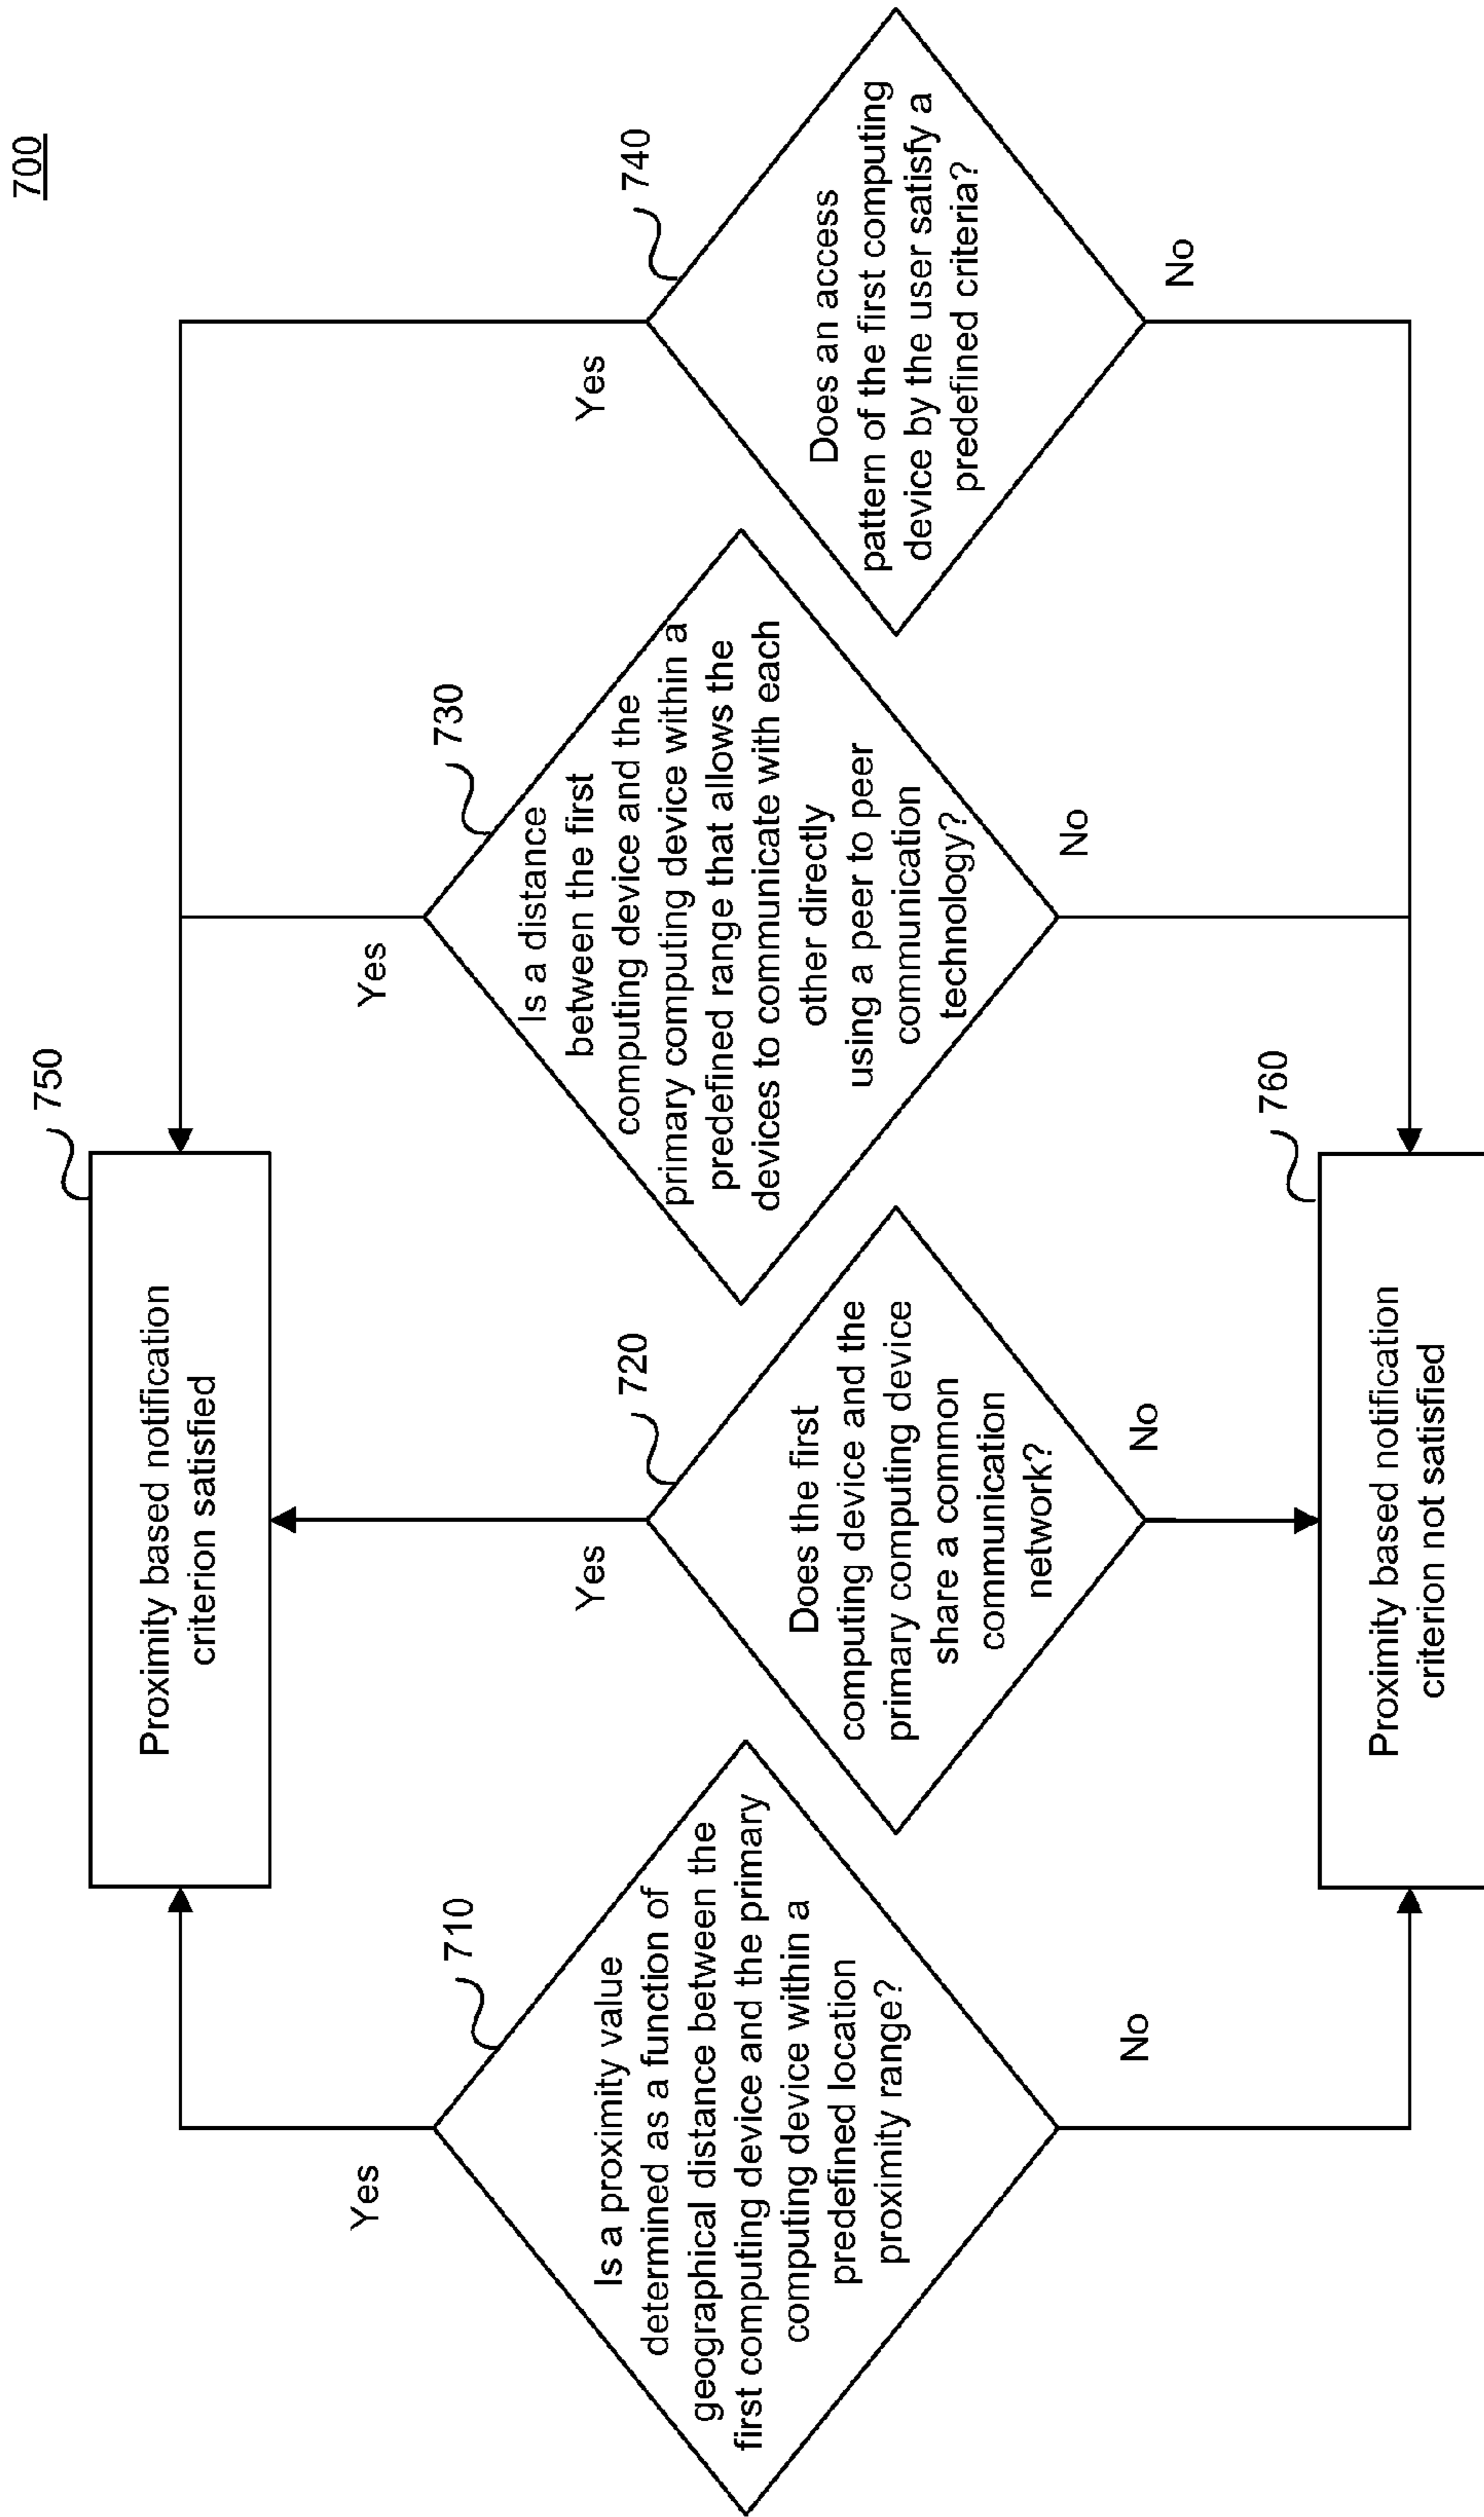 700
750
Proximity based notification
criterion satisfied
Yes
710
Is a proximity value
determined as a function of
geographical distance between the
first computing device and the primary
computing device within a
predefined location
proximity range?
No
Yes
720
Does the first
computing device and the
primary computing device
share a common
communication
network?
No
Yes
730
Is a distance
between the first
computing device and the
primary computing device within a
predefined range that allows the
devices to communicate with each
other directly
using a peer to peer
communication
technology?
No
Yes
740
Does an access
pattern of the first computing
device by the user satisfy a
predefined criteria?
No
760
Proximity based notification
criterion not satisfied